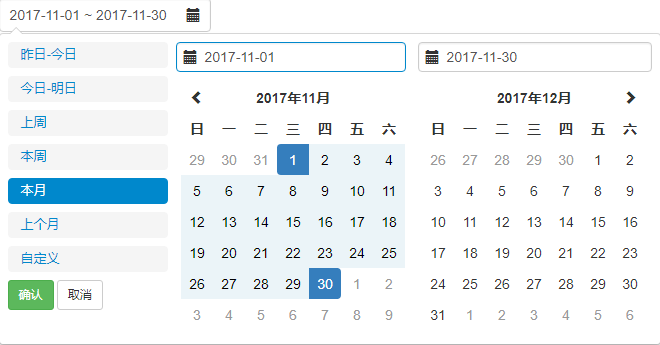 2017-11-01 ~ 2017-11-30
昨日-今日
今日-明日
上周
本周
本月
上个月
自定义
确认 取消
2017-11-01
2017年11月
日 一 二 三 四 五 六
29 30 31 1 2 3 4
5 6 7 8 9 10 11
12 13 14 15 16 17 18
19 20 21 22 23 24 25
26 27 28 29 30 1 2
3 4 5 6 7 8 9
2017-11-30
2017年12月
日 一 二 三 四 五 六
26 27 28 29 30 1 2
3 4 5 6 7 8 9
10 11 12 13 14 15 16
17 18 19 20 21 22 23
24 25 26 27 28 29 30
31 1 2 3 4 5 6